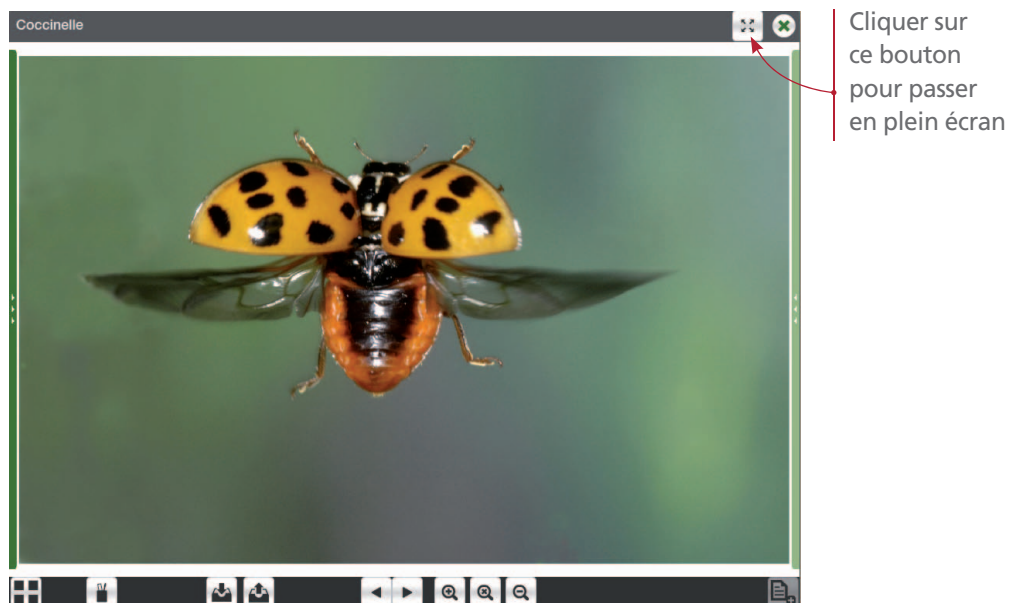 Coccinelle
Cliquer sur
ce bouton
pour passer
en plein écran